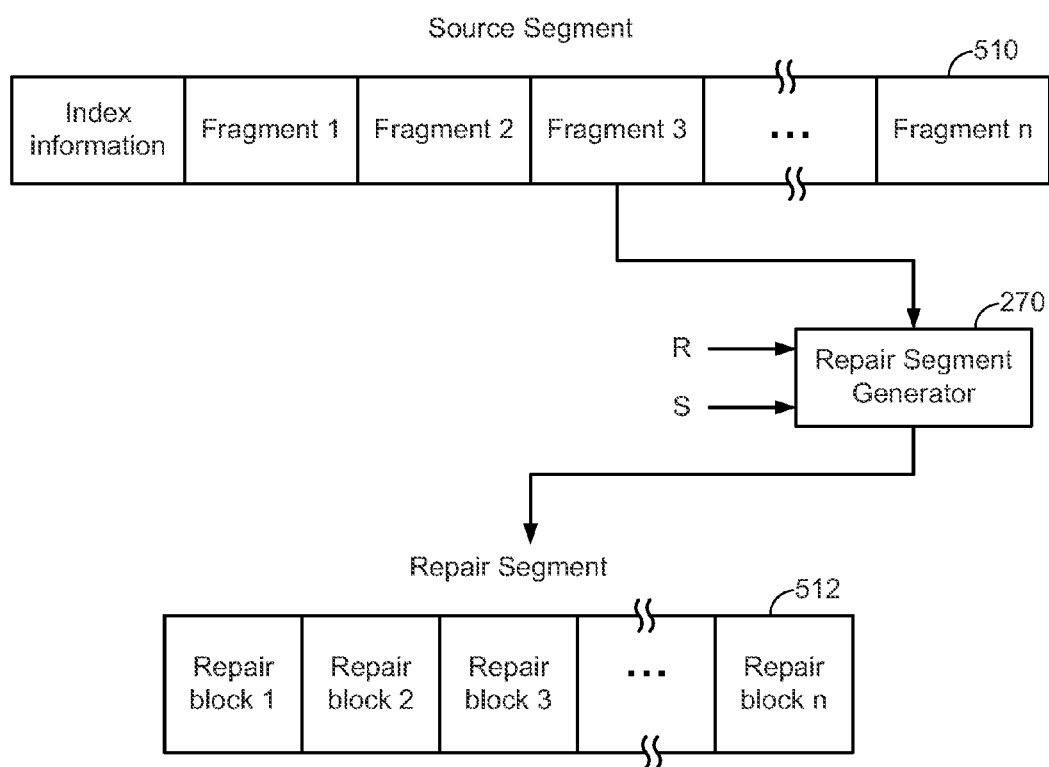 Source Segment
510
Index
information
Fragment 1
Fragment 2
Fragment 3
...
Fragment n
270
R
S
Repair Segment
Generator
Repair Segment
512
Repair
block 1
Repair
block 2
Repair
block 3
...
Repair
block n